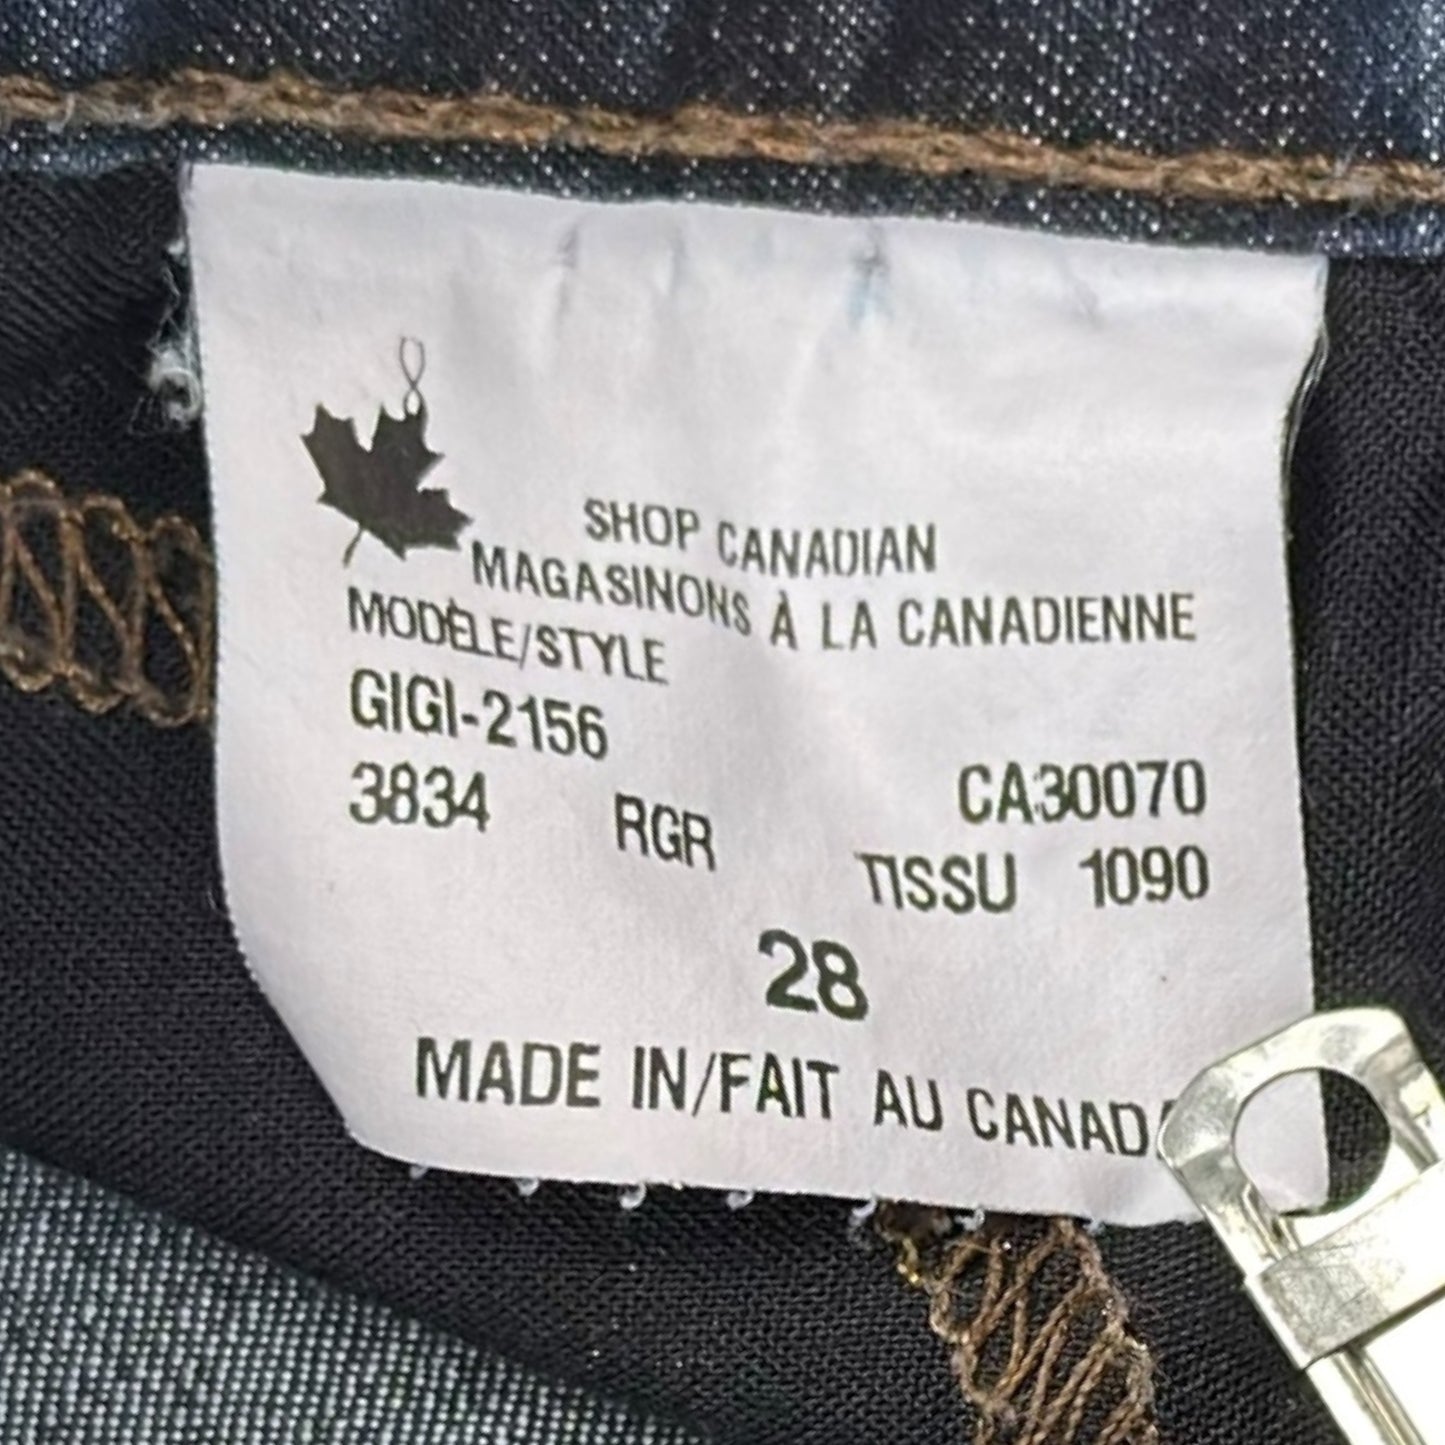 SHOP CANADIAN
MAGASINONS À LA CANADIENNE
MODÈLE/STYLE
GIGI-2156
3834 RGR CA30070
TISSU 1090
28
MADE IN/FAIT AU CANADA